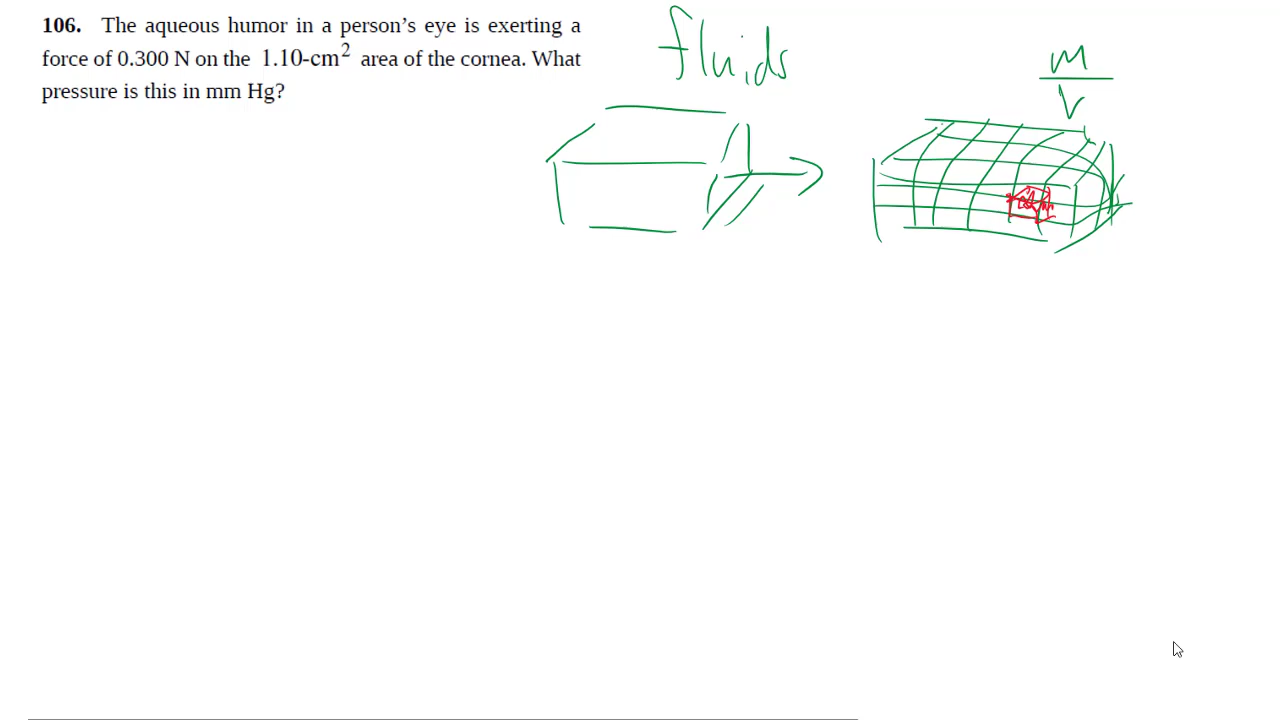 106. The aqueous humor in a person's eye is exerting a
force of 0.300 N on the 1.10-cm² area of the cornea. What
pressure is this in mm Hg?
fluids
m
V